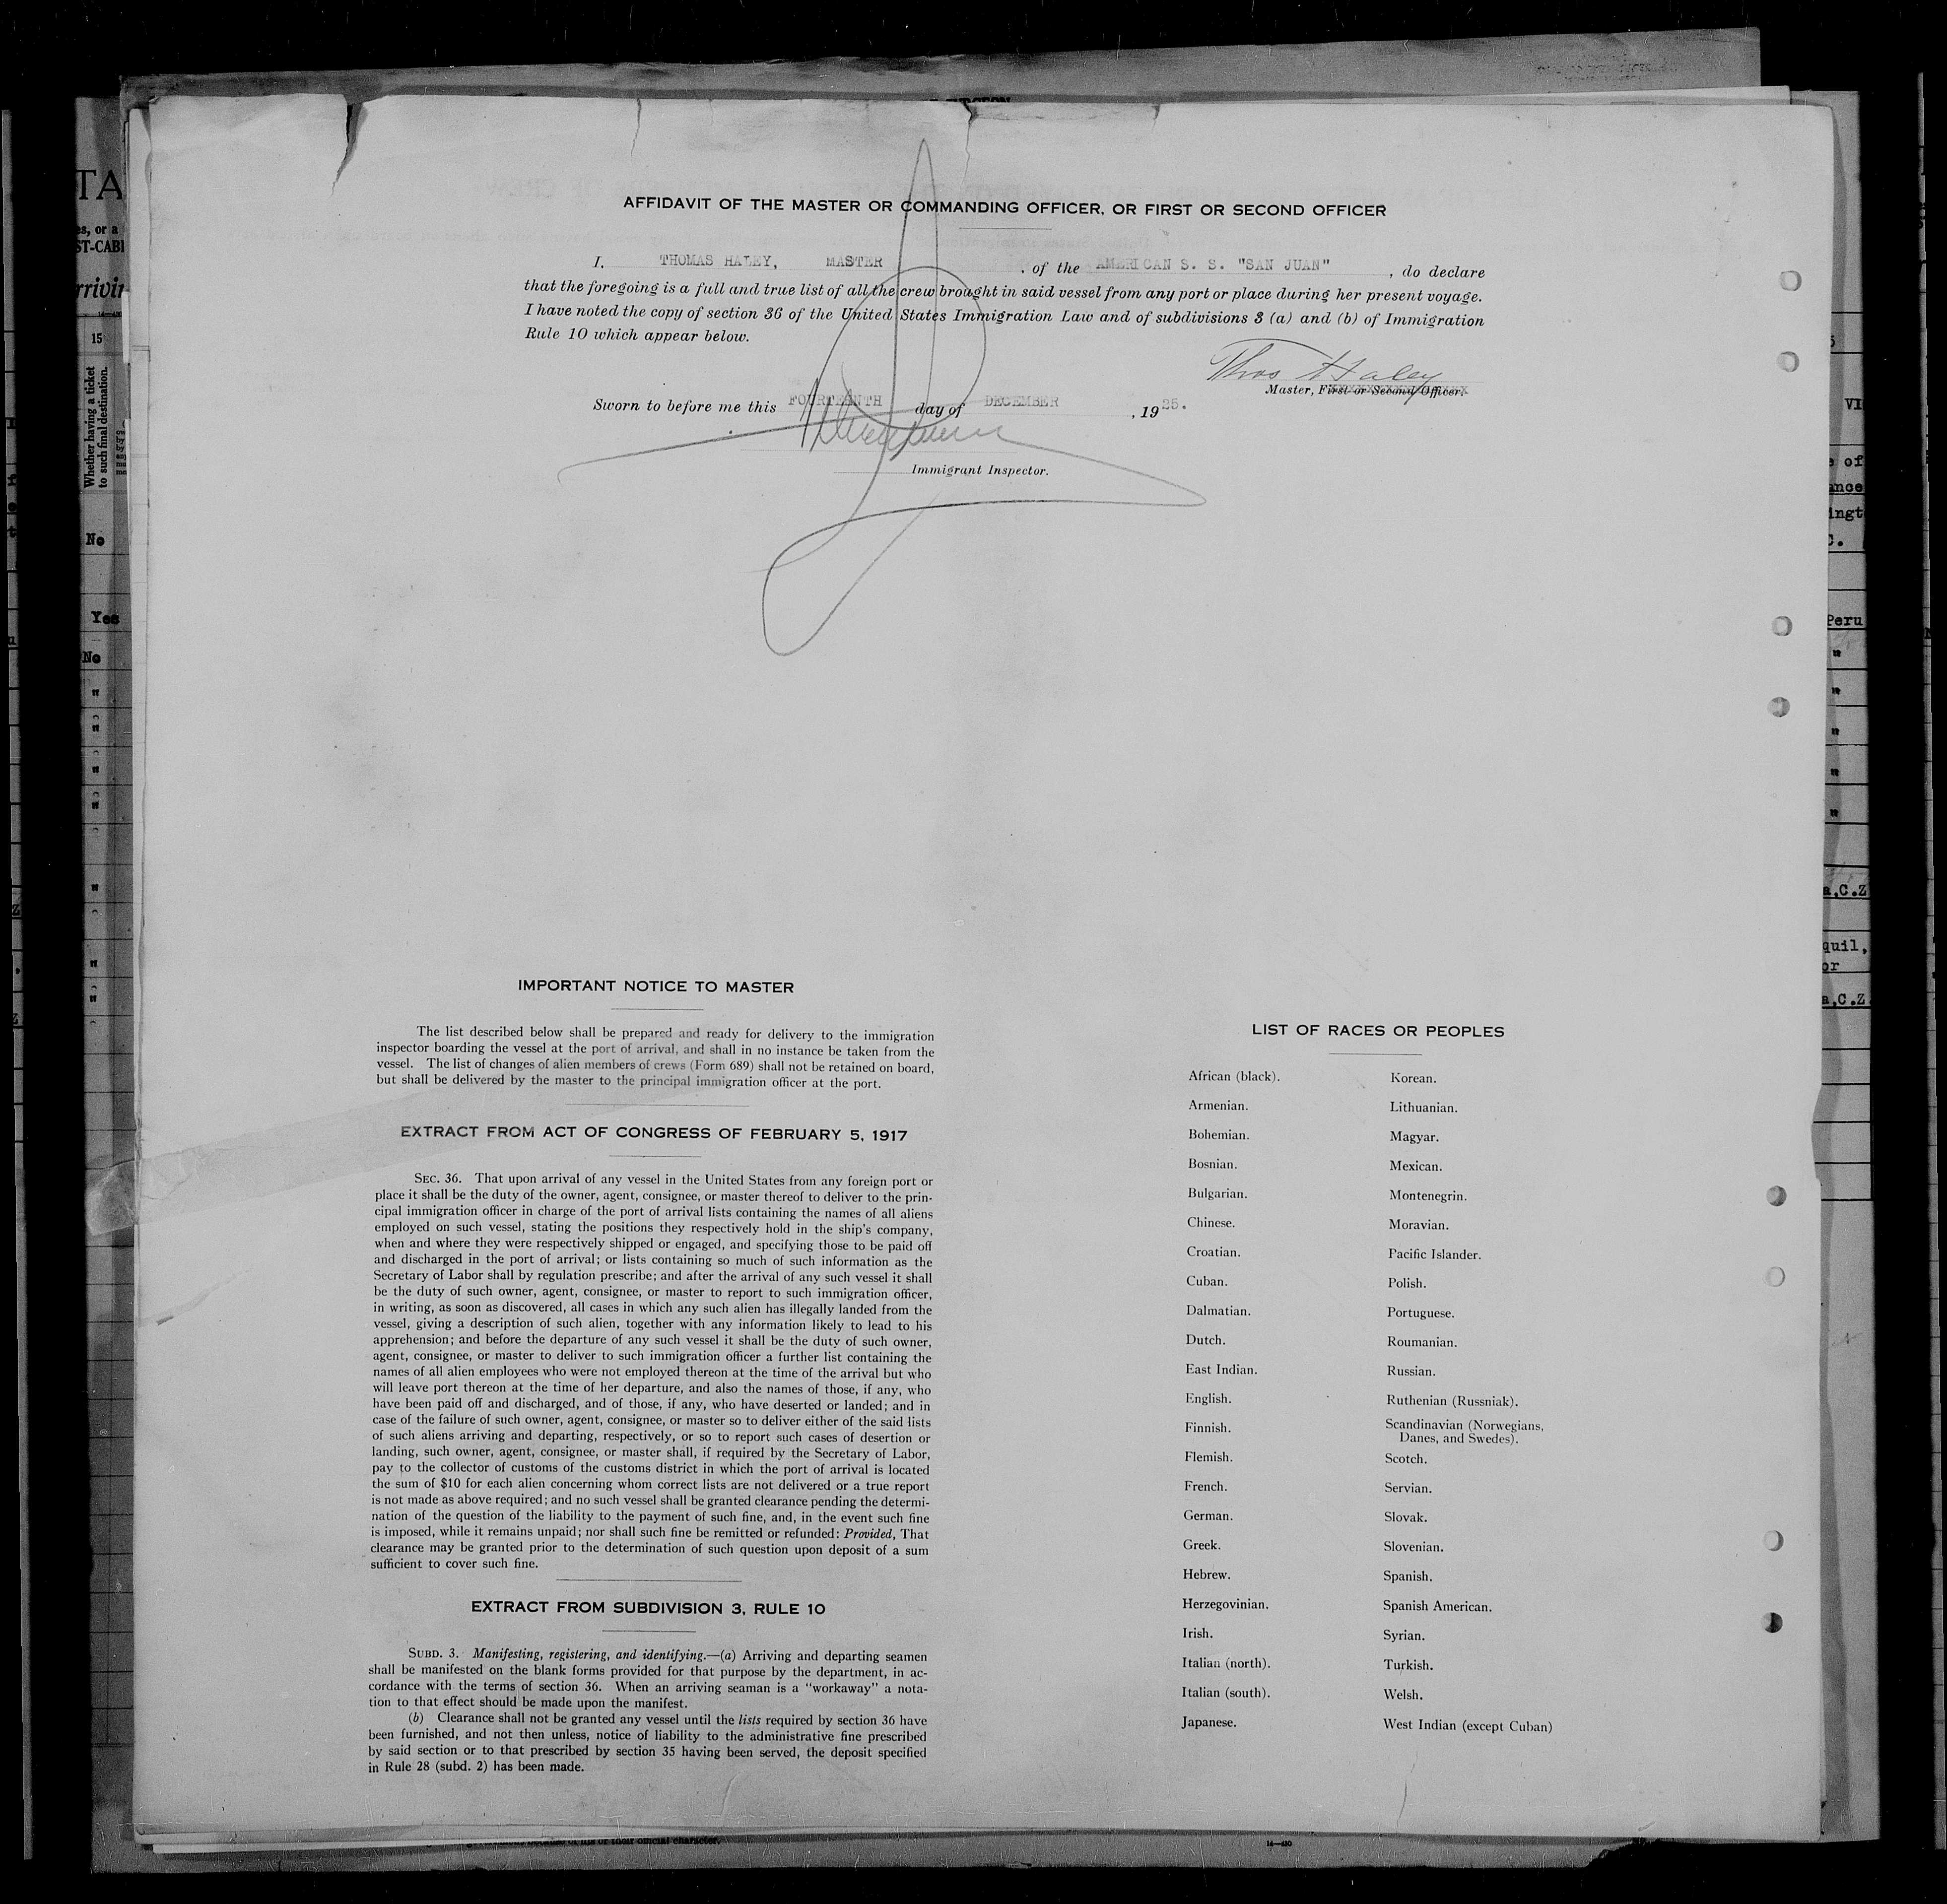 AFFIDAVIT OF THE MASTER OR COMMANDING OFFICER, OR FIRST OR SECOND OFFICER
I, THOMAS HALEY, MASTER, of the AMERICAN S. S. "SAN JUAN", do declare
that the foregoing is a full and true list of all the crew brought in said vessel from any port or place during her present voyage.
I have noted the copy of section 36 of the United States Immigration Law and of subdivisions 3 (a) and (b) of Immigration
Rule 10 which appear below.
Thos Haley
Master, First or Second Officer.
Sworn to before me this FOURTEENTH day of DECEMBER, 1925.
Immigrant Inspector.
IMPORTANT NOTICE TO MASTER
The list described below shall be prepared and ready for delivery to the immigration
inspector boarding the vessel at the port of arrival, and shall in no instance be taken from the
vessel. The list of changes of alien members of crews (Form 689) shall not be retained on board,
but shall be delivered by the master to the principal immigration officer at the port.
EXTRACT FROM ACT OF CONGRESS OF FEBRUARY 5, 1917
SEC. 36. That upon arrival of any vessel in the United States from any foreign port or
place it shall be the duty of the owner, agent, consignee, or master thereof to deliver to the prin-
cipal immigration officer in charge of the port of arrival lists containing the names of all aliens
employed on such vessel, stating the positions they respectively hold in the ship's company,
when and where they were respectively shipped or engaged, and specifying those to be paid off
and discharged in the port of arrival; or lists containing so much of such information as the
Secretary of Labor shall by regulation prescribe; and after the arrival of any such vessel it shall
be the duty of such owner, agent, consignee, or master to report to such immigration officer,
in writing, as soon as discovered, all cases in which any such alien has illegally landed from the
vessel, giving a description of such alien, together with any information likely to lead to his
apprehension; and before the departure of any such vessel it shall be the duty of such owner,
agent, consignee, or master to deliver to such immigration officer a further list containing the
names of all alien employees who were not employed thereon at the time of the arrival but who
will leave port thereon at the time of her departure, and also the names of those, if any, who
have been paid off and discharged, and of those, if any, who have deserted or landed; and in
case of the failure of such owner, agent, consignee, or master so to deliver either of the said lists
of such aliens arriving and departing, respectively, or so to report such cases of desertion or
landing, such owner, agent, consignee, or master shall, if required by the Secretary of Labor,
pay to the collector of customs of the customs district in which the port of arrival is located
the sum of $10 for each alien concerning whom correct lists are not delivered or a true report
is not made as above required; and no such vessel shall be granted clearance pending the determi-
nation of the question of the liability to the payment of such fine, and, in the event such fine
is imposed, while it remains unpaid; nor shall such fine be remitted or refunded: Provided, That
clearance may be granted prior to the determination of such question upon deposit of a sum
sufficient to cover such fine.
EXTRACT FROM SUBDIVISION 3, RULE 10
SUBD. 3. Manifesting, registering, and identifying.—(a) Arriving and departing seamen
shall be manifested on the blank forms provided for that purpose by the department, in ac-
cordance with the terms of section 36. When an arriving seaman is a "workaway" a nota-
tion to that effect should be made upon the manifest.
(b) Clearance shall not be granted any vessel until the lists required by section 36 have
been furnished, and not then unless, notice of liability to the administrative fine prescribed
by said section or to that prescribed by section 35 having been served, the deposit specified
in Rule 28 (subd. 2) has been made.
LIST OF RACES OR PEOPLES
African (black).
Armenian.
Bohemian.
Bosnian.
Bulgarian.
Chinese.
Croatian.
Cuban.
Dalmatian.
Dutch.
East Indian.
English.
Finnish.
Flemish.
French.
German.
Greek.
Hebrew.
Herzegovinian.
Irish.
Italian (north).
Italian (south).
Japanese.
Korean.
Lithuanian.
Magyar.
Mexican.
Montenegrin.
Moravian.
Pacific Islander.
Polish.
Portuguese.
Roumanian.
Russian.
Ruthenian (Russniak).
Scandinavian (Norwegians,
Danes, and Swedes).
Scotch.
Servian.
Slovak.
Slovenian.
Spanish.
Spanish American.
Syrian.
Turkish.
Welsh.
West Indian (except Cuban)
15
Whether having a ticket
to such final destination.
No
Yes
No
Peru
14—430